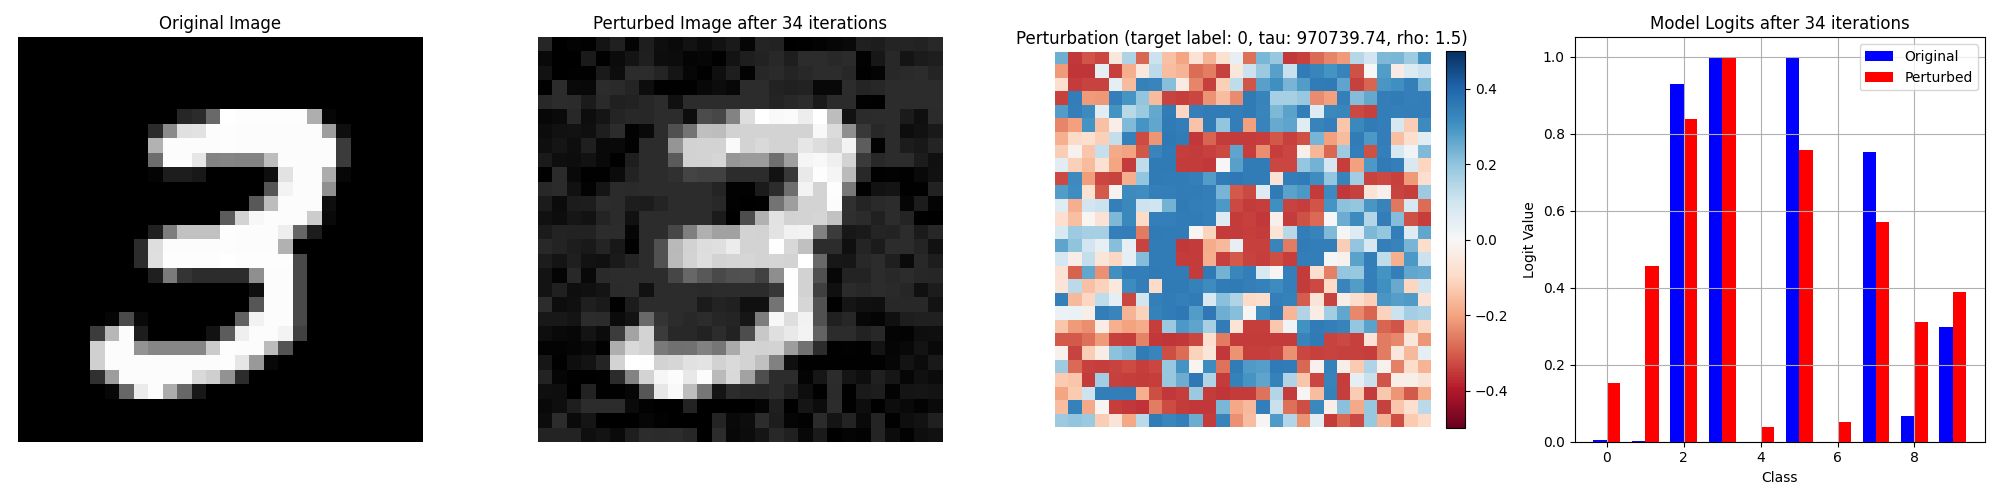 Original Image
Perturbed Image after 34 iterations
Perturbation (target label: 0, tau: 970739.74, rho: 1.5)
0.4
0.2
0.0
−0.2
−0.4
Model Logits after 34 iterations
Original
Perturbed
Logit Value
1.0
0.8
0.6
0.4
0.2
0.0
0 2 4 6 8
Class
3
3